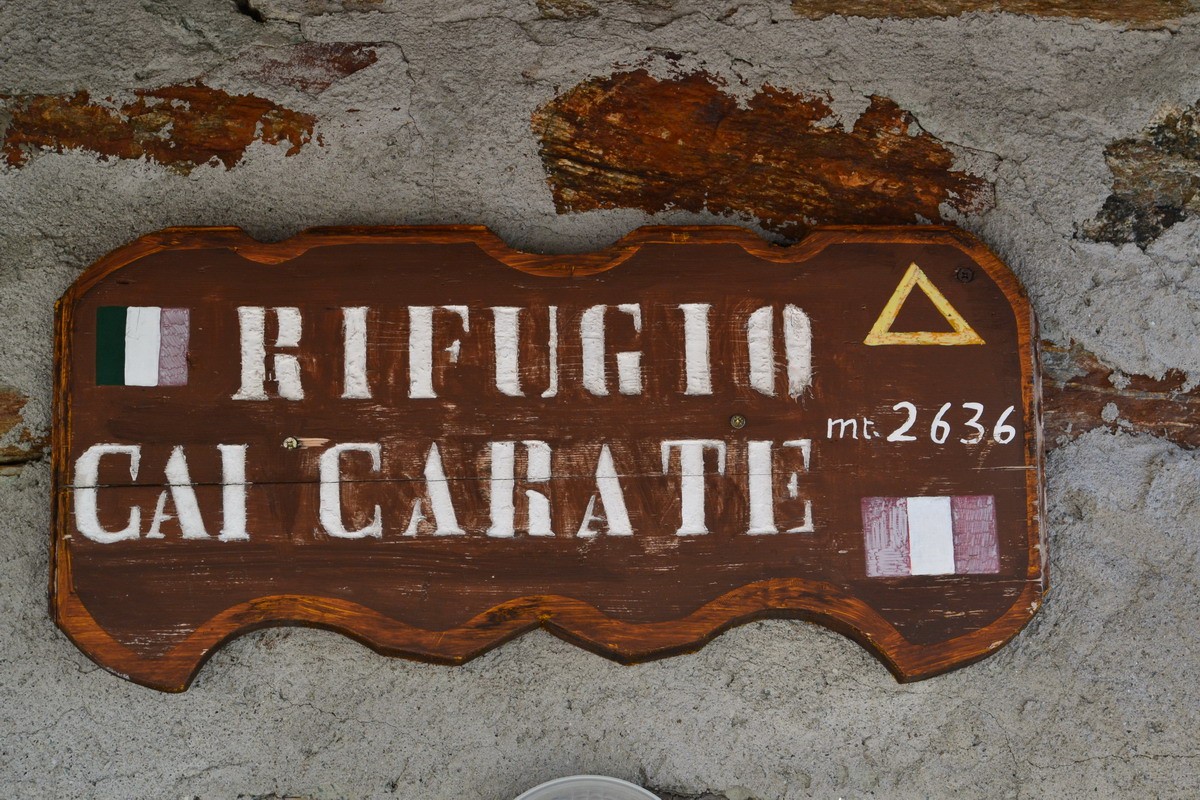 RIFUGIO
CAI CARATE
mt. 2636